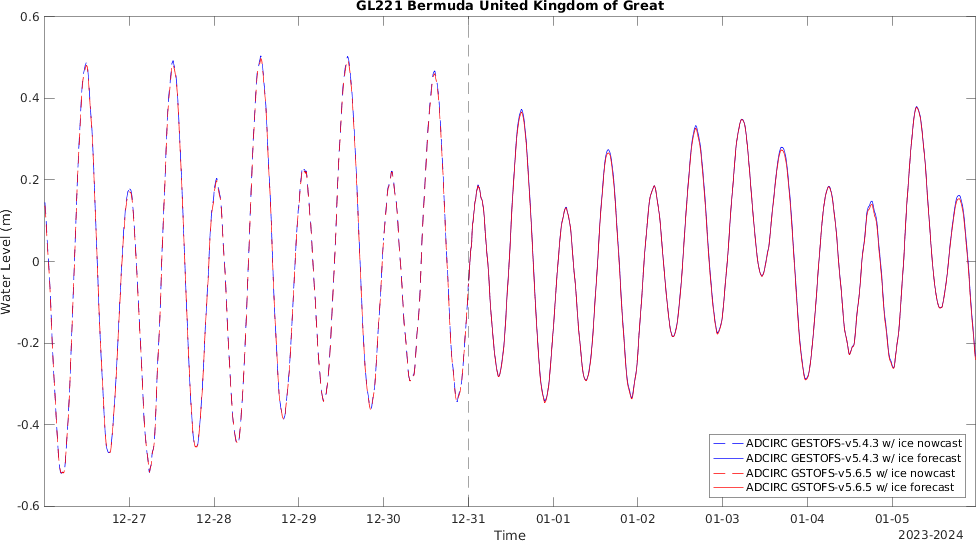 GL221 Bermuda United Kingdom of Great
0.6
0.4
0.2
0
-0.2
-0.4
-0.6
Water Level (m)
ADCIRC GESTOFS-v5.4.3 w/ ice nowcast
ADCIRC GESTOFS-v5.4.3 w/ ice forecast
ADCIRC GSTOFS-v5.6.5 w/ ice nowcast
ADCIRC GSTOFS-v5.6.5 w/ ice forecast
12-27 12-28 12-29 12-30 12-31 01-01 01-02 01-03 01-04 01-05
Time
2023-2024